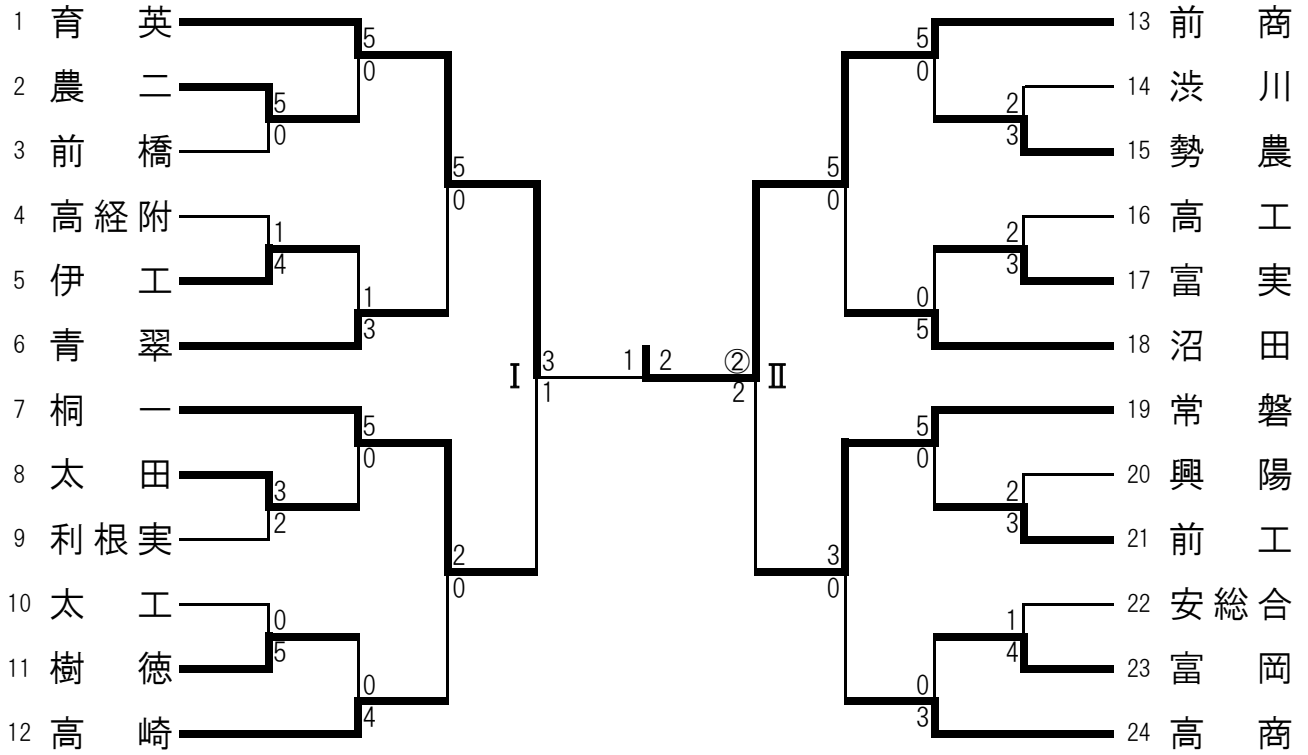 1 育英
2 農二
3 前橋
4 高経附
5 伊工
6 青翠
7 桐一
8 太田
9 利根実
10 太工
11 樹徳
12 高崎
5
0
5
0
1
4
1
3
5
0
5
0
3
2
0
5
0
4
2
0
Ⅰ
3
1
1
2
②
2
Ⅱ
5
0
3
0
5
0
2
3
2
3
0
5
5
0
2
3
1
4
0
3
13 前商
14 渋川
15 勢農
16 高工
17 富実
18 沼田
19 常磐
20 興陽
21 前工
22 安総合
23 富岡
24 高商